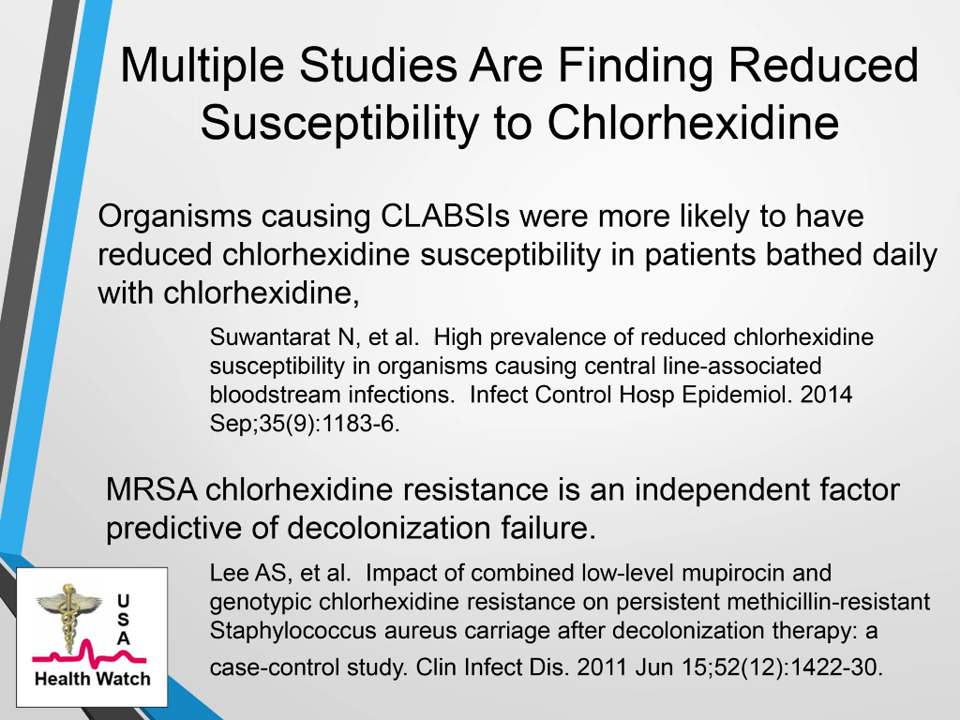 Multiple Studies Are Finding Reduced
Susceptibility to Chlorhexidine
Organisms causing CLABSIs were more likely to have
reduced chlorhexidine susceptibility in patients bathed daily
with chlorhexidine,
Suwantarat N, et al.  High prevalence of reduced chlorhexidine
susceptibility in organisms causing central line-associated
bloodstream infections.  Infect Control Hosp Epidemiol. 2014
Sep;35(9):1183-6.
MRSA chlorhexidine resistance is an independent factor
predictive of decolonization failure.
Lee AS, et al.  Impact of combined low-level mupirocin and
genotypic chlorhexidine resistance on persistent methicillin-resistant
Staphylococcus aureus carriage after decolonization therapy: a
case-control study. Clin Infect Dis. 2011 Jun 15;52(12):1422-30.
USA
Health Watch